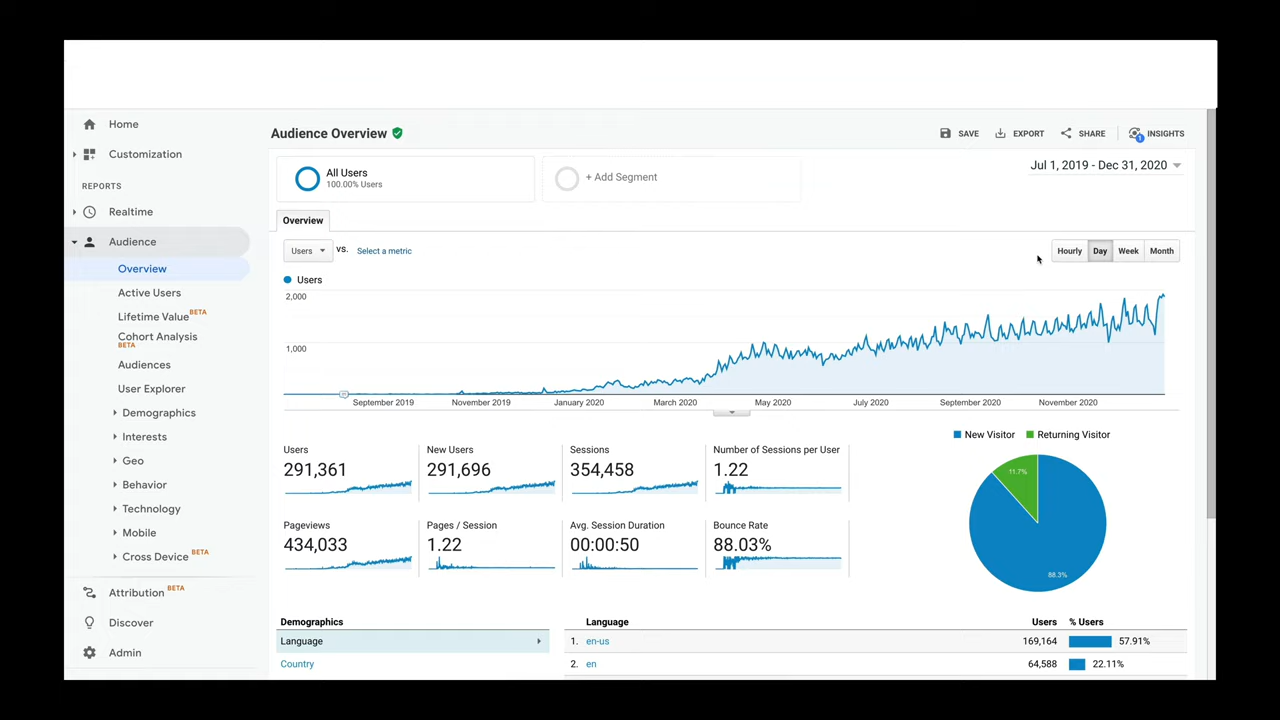 Home
Customization
REPORTS
Realtime
Audience
Overview
Active Users
Lifetime Value BETA
Cohort Analysis
BETA
Audiences
User Explorer
Demographics
Interests
Geo
Behavior
Technology
Mobile
Cross Device BETA
Attribution BETA
Discover
Admin
Audience Overview
SAVE EXPORT SHARE INSIGHTS
1
All Users
100.00% Users
+ Add Segment
Jul 1, 2019 - Dec 31, 2020
Overview
Users VS. Select a metric
Hourly Day Week Month
Users
2,000
1,000
September 2019 November 2019 January 2020 March 2020 May 2020 July 2020 September 2020 November 2020
Users New Users Sessions Number of Sessions per User
291,361 291,696 354,458 1.22
Pageviews Pages / Session Avg. Session Duration Bounce Rate
434,033 1.22 00:00:50 88.03%
New Visitor Returning Visitor
11.7%
88.3%
Demographics Language Users % Users
Language 1. en-us 169,164 57.91%
Country 2. en 64,588 22.11%